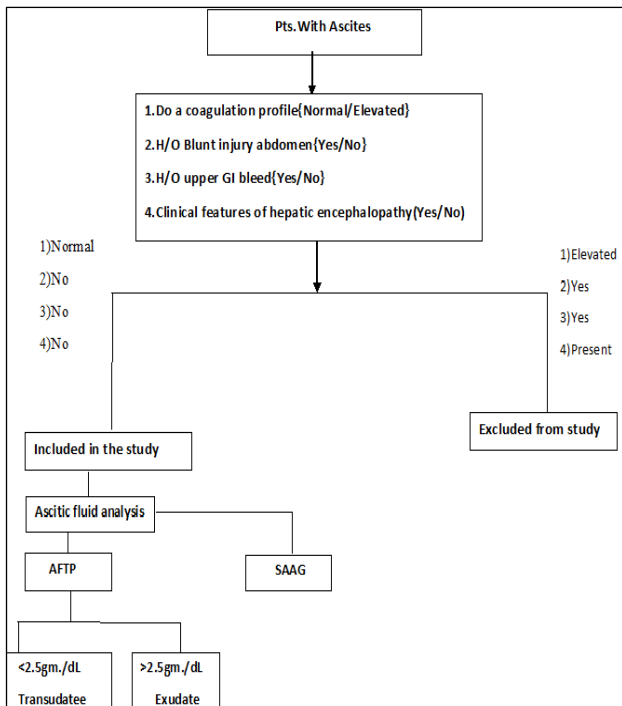 Pts.With Ascites
1.Do a coagulation profile{Normal/Elevated}
2.H/O Blunt injury abdomen{Yes/No}
3.H/O upper GI bleed{Yes/No}
4.Clinical features of hepatic encephalopathy(Yes/No)
1)Normal
2)No
3)No
4)No
1)Elevated
2)Yes
3)Yes
4)Present
Included in the study
Excluded from study
Ascitic fluid analysis
AFTP
SAAG
<2.5gm./dL
Transudatee
>2.5gm./dL
Exudate